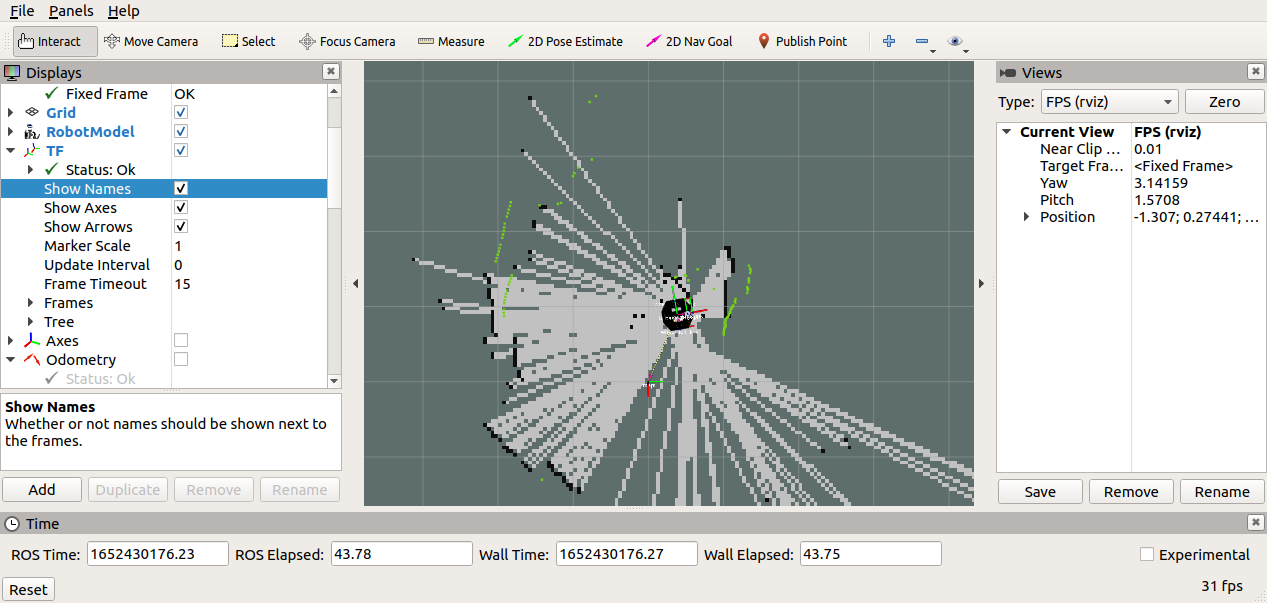 File Panels Help
Interact Move Camera Select Focus Camera Measure 2D Pose Estimate 2D Nav Goal Publish Point
Displays
Fixed Frame OK
Grid
RobotModel
TF
Status: Ok
Show Names
Show Axes
Show Arrows
Marker Scale 1
Update Interval 0
Frame Timeout 15
Frames
Tree
Axes
Odometry
Status: Ok
Show Names
Whether or not names should be shown next to
the frames.
Add Duplicate Remove Rename
Views
Type: FPS (rviz) Zero
Current View FPS (rviz)
Near Clip ... 0.01
Target Fra... <Fixed Frame>
Yaw 3.14159
Pitch 1.5708
Position -1.307; 0.27441; ...
Save Remove Rename
Time
ROS Time: 1652430176.23 ROS Elapsed: 43.78 Wall Time: 1652430176.27 Wall Elapsed: 43.75 Experimental
Reset 31 fps